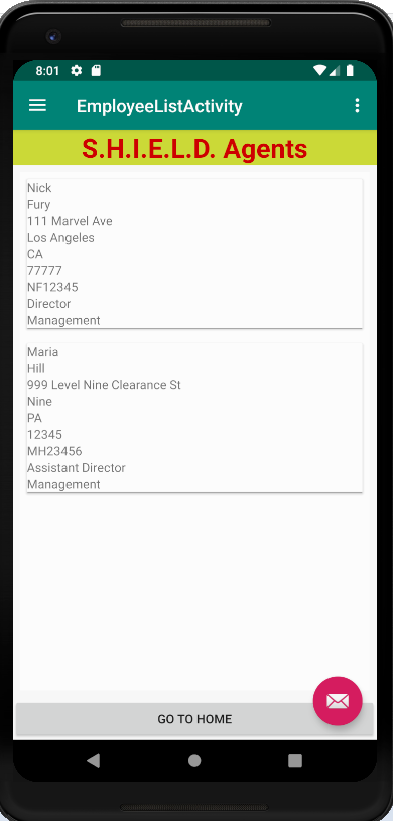 8:01
EmployeeListActivity
S.H.I.E.L.D. Agents
Nick
Fury
111 Marvel Ave
Los Angeles
CA
77777
NF12345
Director
Management
Maria
Hill
999 Level Nine Clearance St
Nine
PA
12345
MH23456
Assistant Director
Management
GO TO HOME